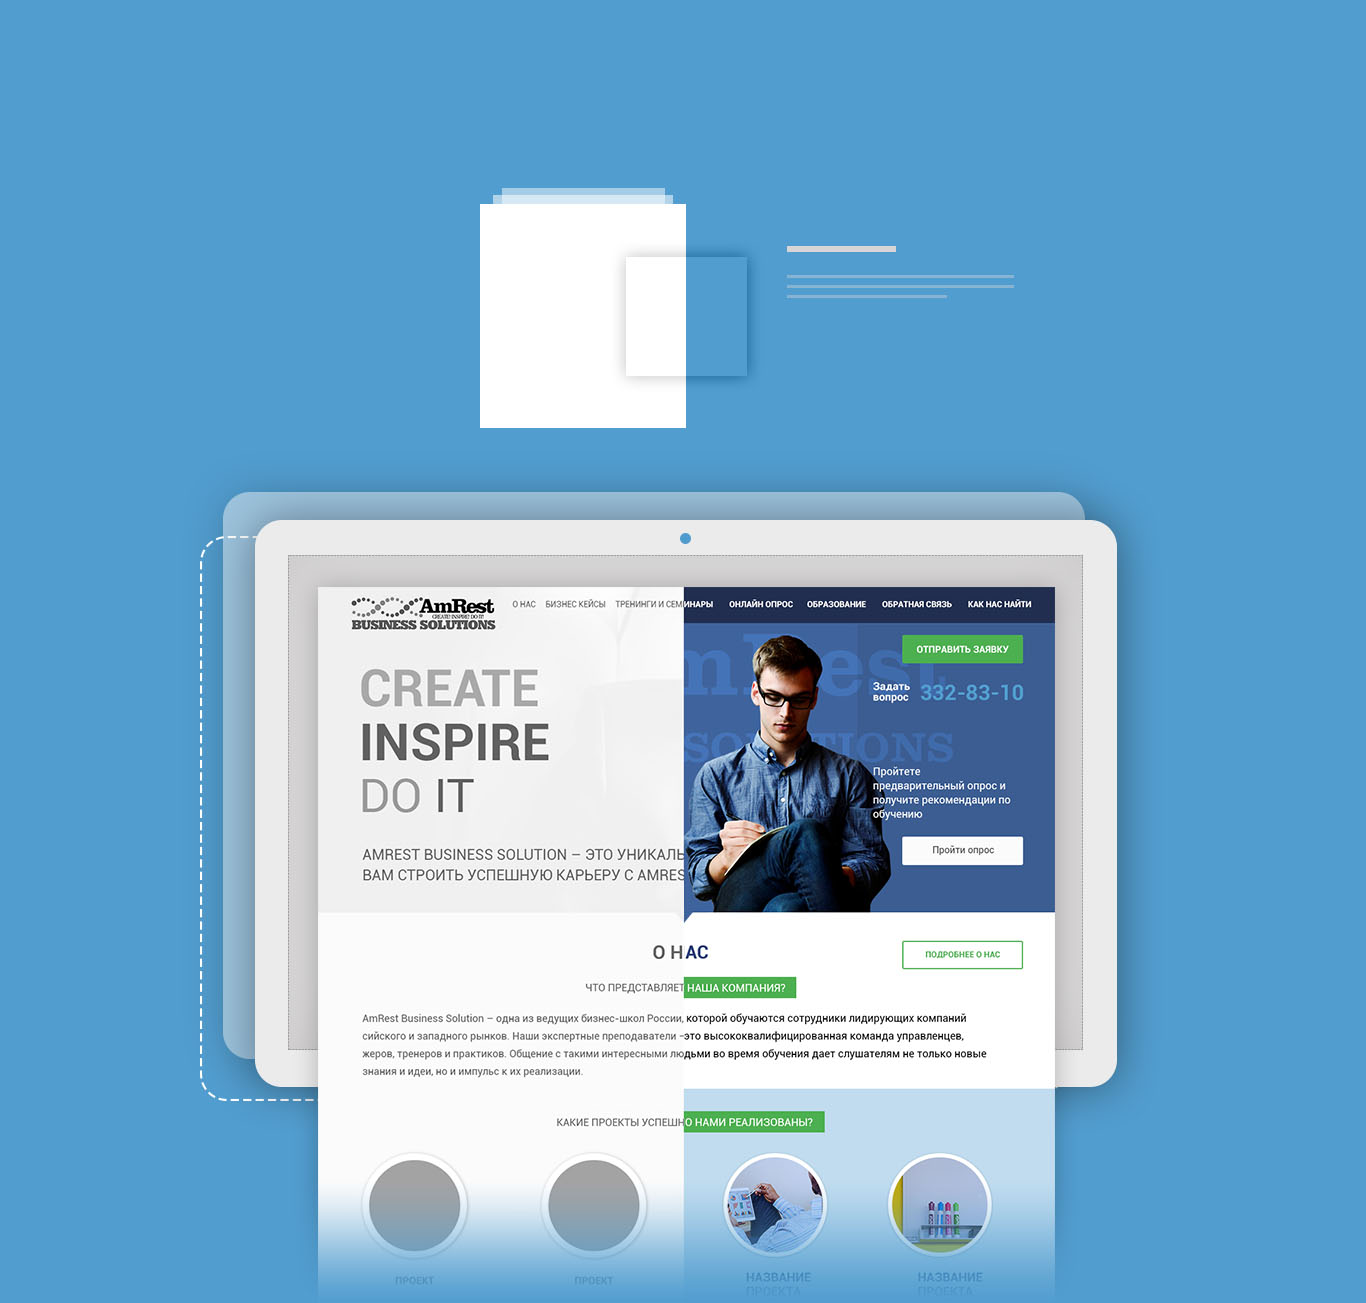 AmRest
CREATE! INSPIRE! DO IT!
BUSINESS SOLUTIONS
О НАС БИЗНЕС КЕЙСЫ ТРЕНИНГИ И СЕМИНАРЫ ОНЛАЙН ОПРОС ОБРАЗОВАНИЕ ОБРАТНАЯ СВЯЗЬ КАК НАС НАЙТИ
ОТПРАВИТЬ ЗАЯВКУ
Задать
вопрос
332-83-10
CREATE
INSPIRE
DO IT
Пройтете
предварительный опрос и
получите рекомендации по
обучению
Пройти опрос
AMREST BUSINESS SOLUTION – ЭТО УНИКАЛЬ
ВАМ СТРОИТЬ УСПЕШНУЮ КАРЬЕРУ С AMRES
О НАС
ПОДРОБНЕЕ О НАС
ЧТО ПРЕДСТАВЛЯЕТ НАША КОМПАНИЯ?
AmRest Business Solution – одна из ведущих бизнес-школ России, которой обучаются сотрудники лидирующих компаний
сийского и западного рынков. Наши экспертные преподаватели –это высококвалифицированная команда управленцев,
жеров, тренеров и практиков. Общение с такими интересными людьми во время обучения дает слушателям не только новые
знания и идеи, но и импульс к их реализации.
КАКИЕ ПРОЕКТЫ УСПЕШНО НАМИ РЕАЛИЗОВАНЫ?
ПРОЕКТ ПРОЕКТ
НАЗВАНИЕ НАЗВАНИЕ
ПРОЕКТА ПРОЕКТА